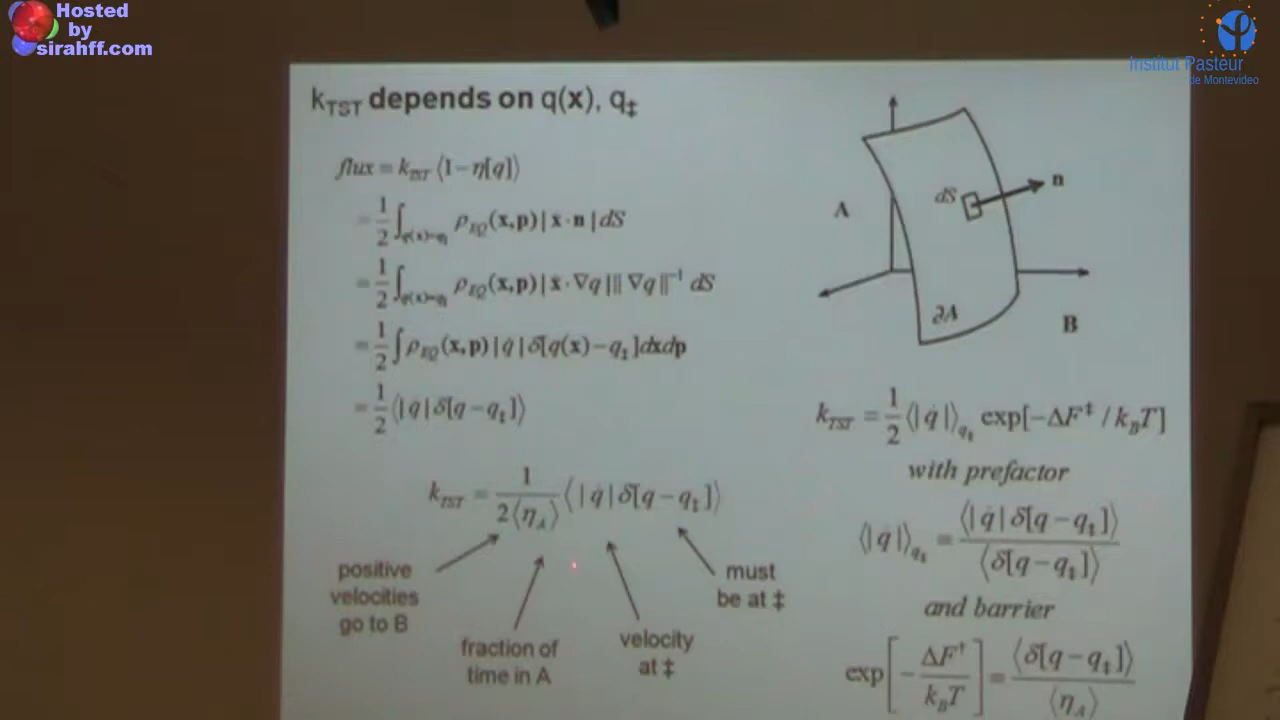 Hosted
by
sirahff.com
Institut Pasteur
de Montevideo
k_TST depends on q(x), q‡
flux = k_TST ⟨1 − η[q]⟩
= 1/2 ∫_q(x)=q‡ ρ_EQ(x,p) | ẋ · n | dS
= 1/2 ∫_q(x)=q‡ ρ_EQ(x,p) | ẋ · ∇q | ‖ ∇q ‖⁻¹ dS
= 1/2 ∫ ρ_EQ(x,p) | q̇ | δ[q(x) − q‡] dxdp
= 1/2 ⟨| q̇ | δ[q − q‡]⟩
k_TST = 1/(2⟨η_A⟩) ⟨| q̇ | δ[q − q‡]⟩
positive
velocities
go to B
fraction of
time in A
velocity
at ‡
must
be at ‡
A
dS
n
∂A
B
k_TST = 1/2 ⟨| q̇ |⟩_q‡ exp[−ΔF‡ / k_BT]
with prefactor
⟨| q̇ |⟩_q‡ = ⟨| q̇ | δ[q − q‡]⟩ / ⟨δ[q − q‡]⟩
and barrier
exp[−ΔF‡ / k_BT] = ⟨δ[q − q‡]⟩ / ⟨η_A⟩